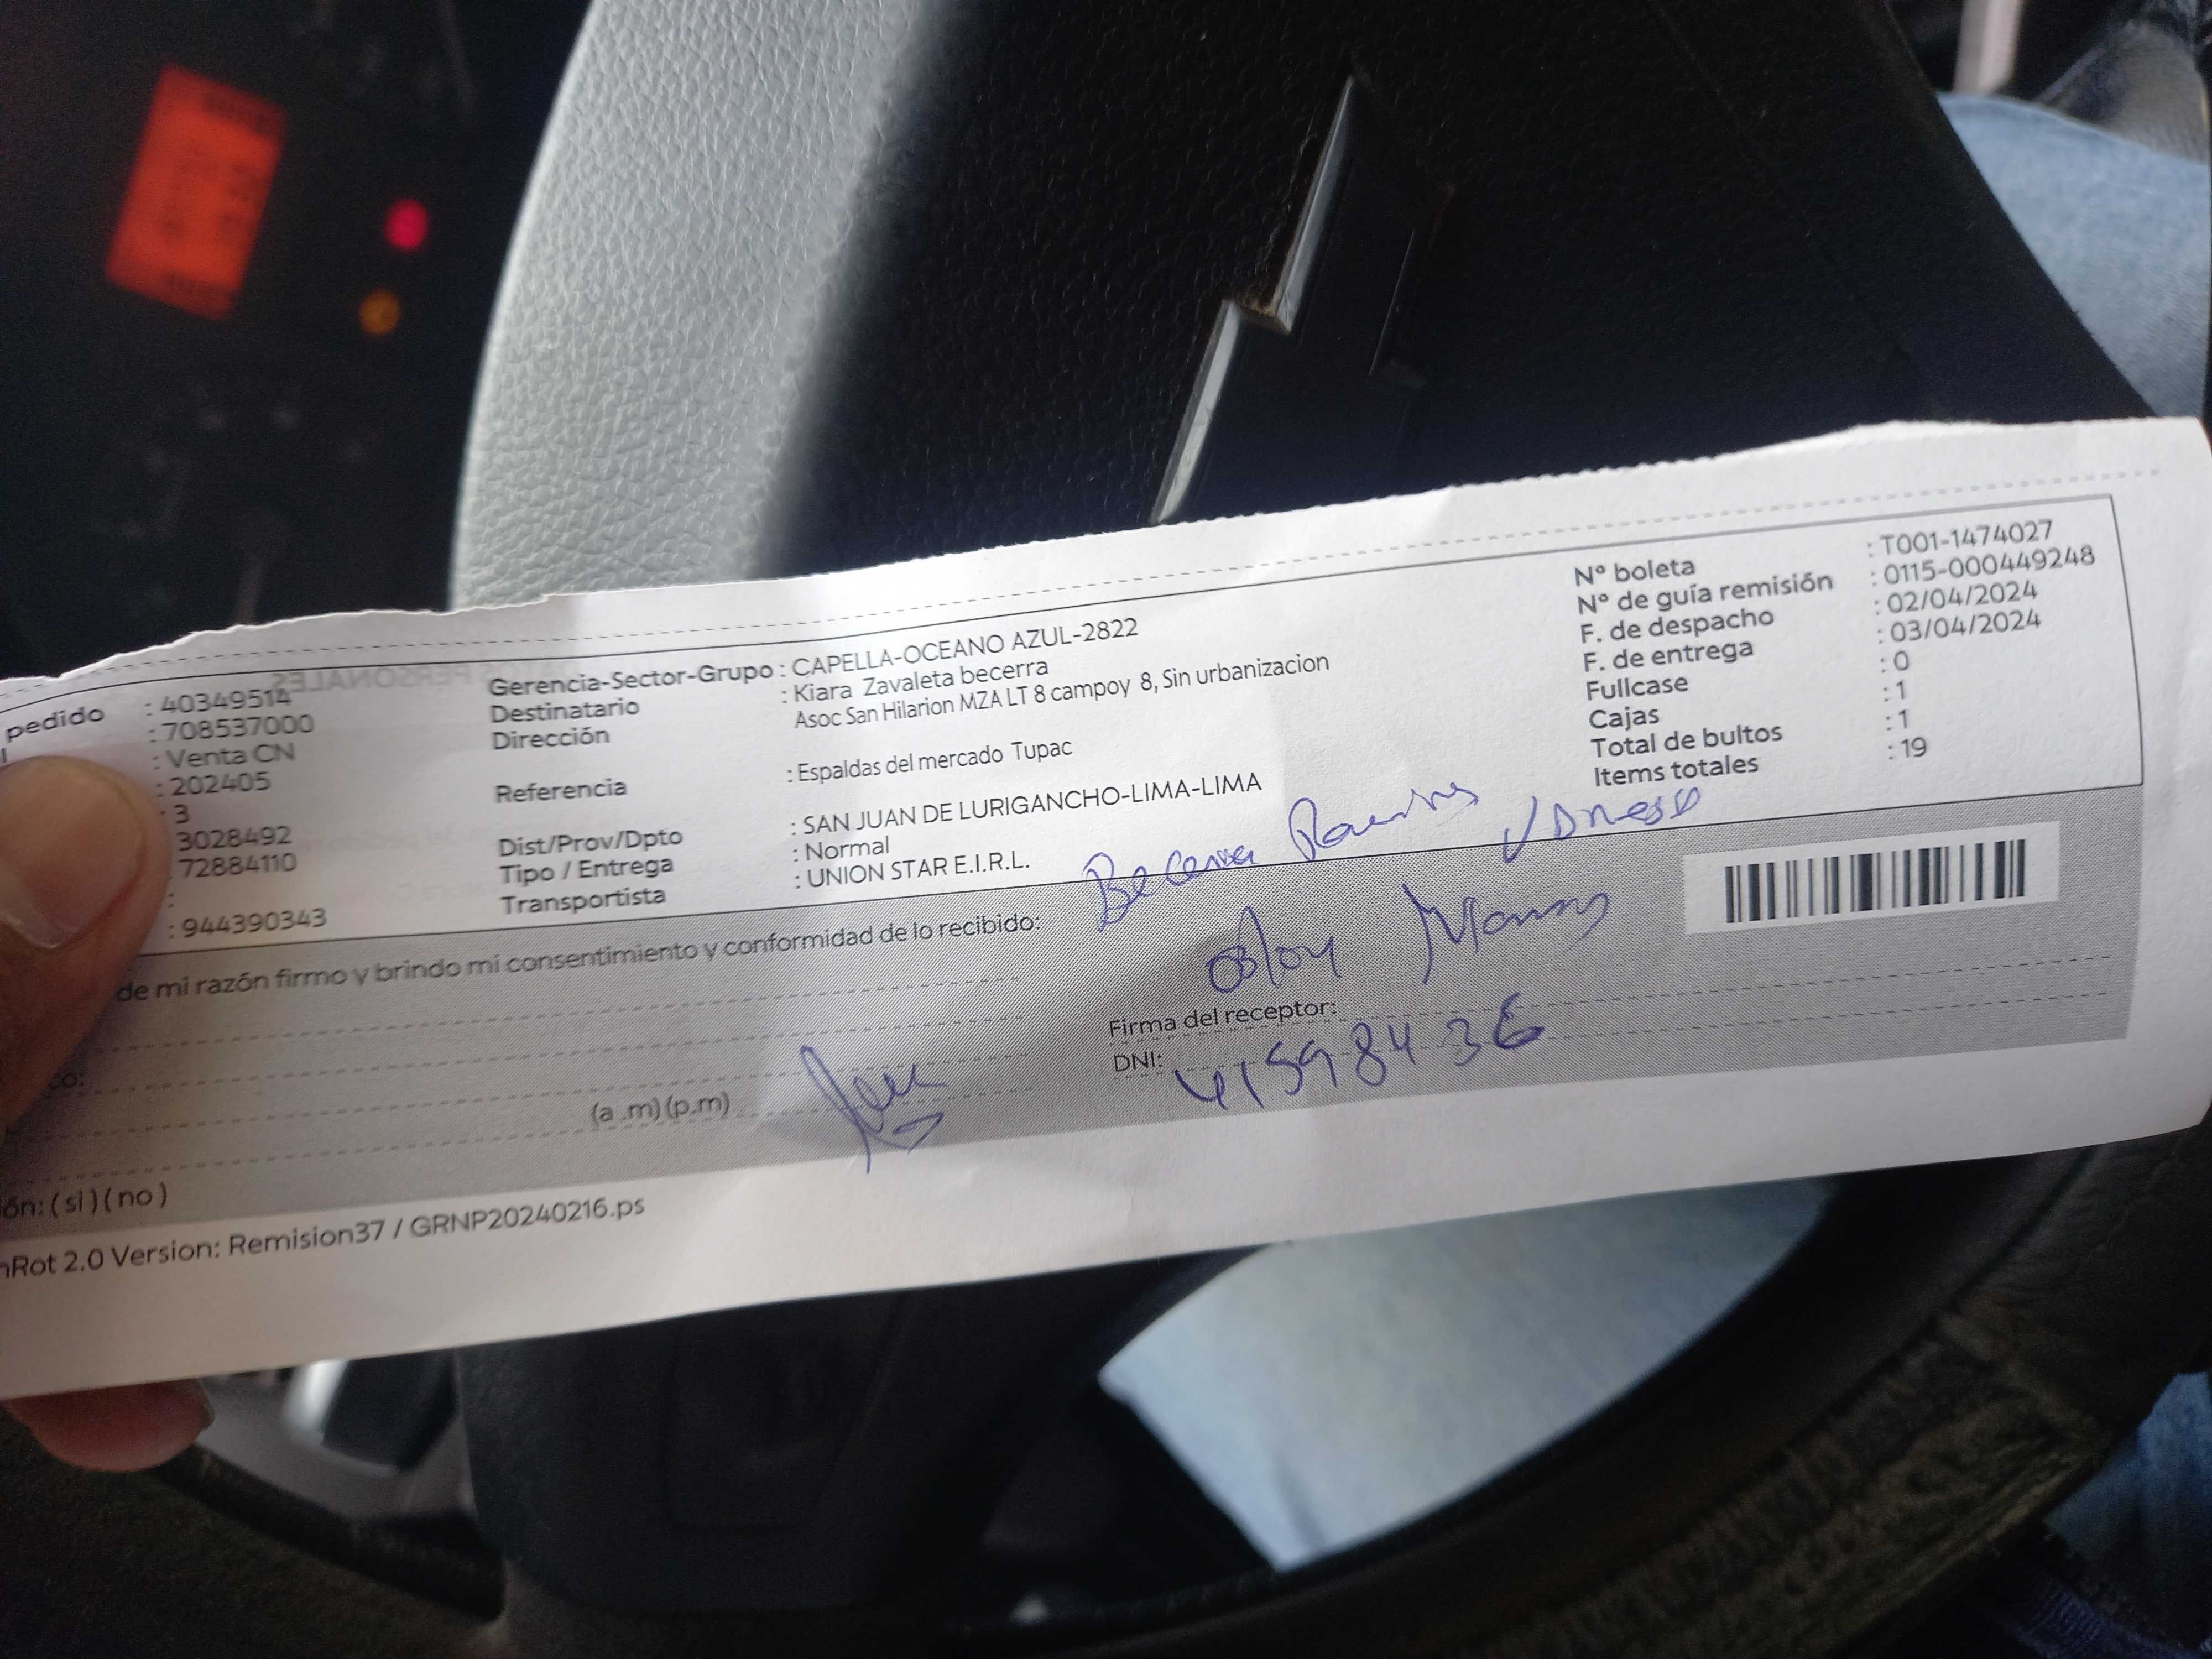 pedido : 40349514
: 708537000
: Venta CN
: 202405
: 3
3028492
72884110
:
: 944390343
Gerencia-Sector-Grupo : CAPELLA-OCEANO AZUL-2822
Destinatario : Kiara Zavaleta becerra
Dirección Asoc San Hilarion MZA LT 8 campoy 8, Sin urbanizacion
Referencia : Espaldas del mercado Tupac
Dist/Prov/Dpto : SAN JUAN DE LURIGANCHO-LIMA-LIMA
Tipo / Entrega : Normal
Transportista : UNION STAR E.I.R.L.
N° boleta : T001-1474027
N° de guía remisión : 0115-000449248
F. de despacho : 02/04/2024
F. de entrega : 03/04/2024
Fullcase : 0
Cajas : 1
Total de bultos : 1
Items totales : 19
de mi razón firmo y brindo mi consentimiento y conformidad de lo recibido:
Becerra
03/04
Firma del receptor:
DNI: 41598436
co:
(a .m) (p.m)
ón: ( si ) ( no )
Rot 2.0 Version: Remision37 / GRNP20240216.ps